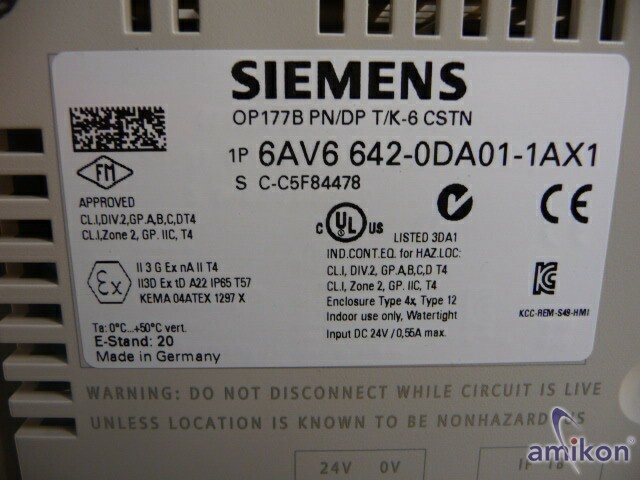 SIEMENS
OP177B PN/DP T/K-6 CSTN
1P 6AV6 642-0DA01-1AX1
S C-C5F84478
FM
APPROVED
CL.I,DIV.2,GP.A,B,C,DT4
CL.I,Zone 2, GP. IIC, T4
C UL US
LISTED 3DA1
IND.CONT.EQ. for HAZ.LOC:
CL.I, DIV.2, GP.A,B,C,D T4
CL.I, Zone 2, GP. IIC, T4
Enclosure Type 4x, Type 12
Indoor use only, Watertight
Input DC 24V / 0,55A max.
CE
KCC-REM-S49-HMI
Ex
II 3 G Ex nA II T4
II3D Ex tD A22 IP65 T57
KEMA 04ATEX 1297 X
Ta: 0°C...+50°C vert.
E-Stand: 20
Made in Germany
WARNING: DO NOT DISCONNECT WHILE CIRCUIT IS LIVE
UNLESS LOCATION IS KNOWN TO BE NONHAZARDOUS
24V 0V
amikon